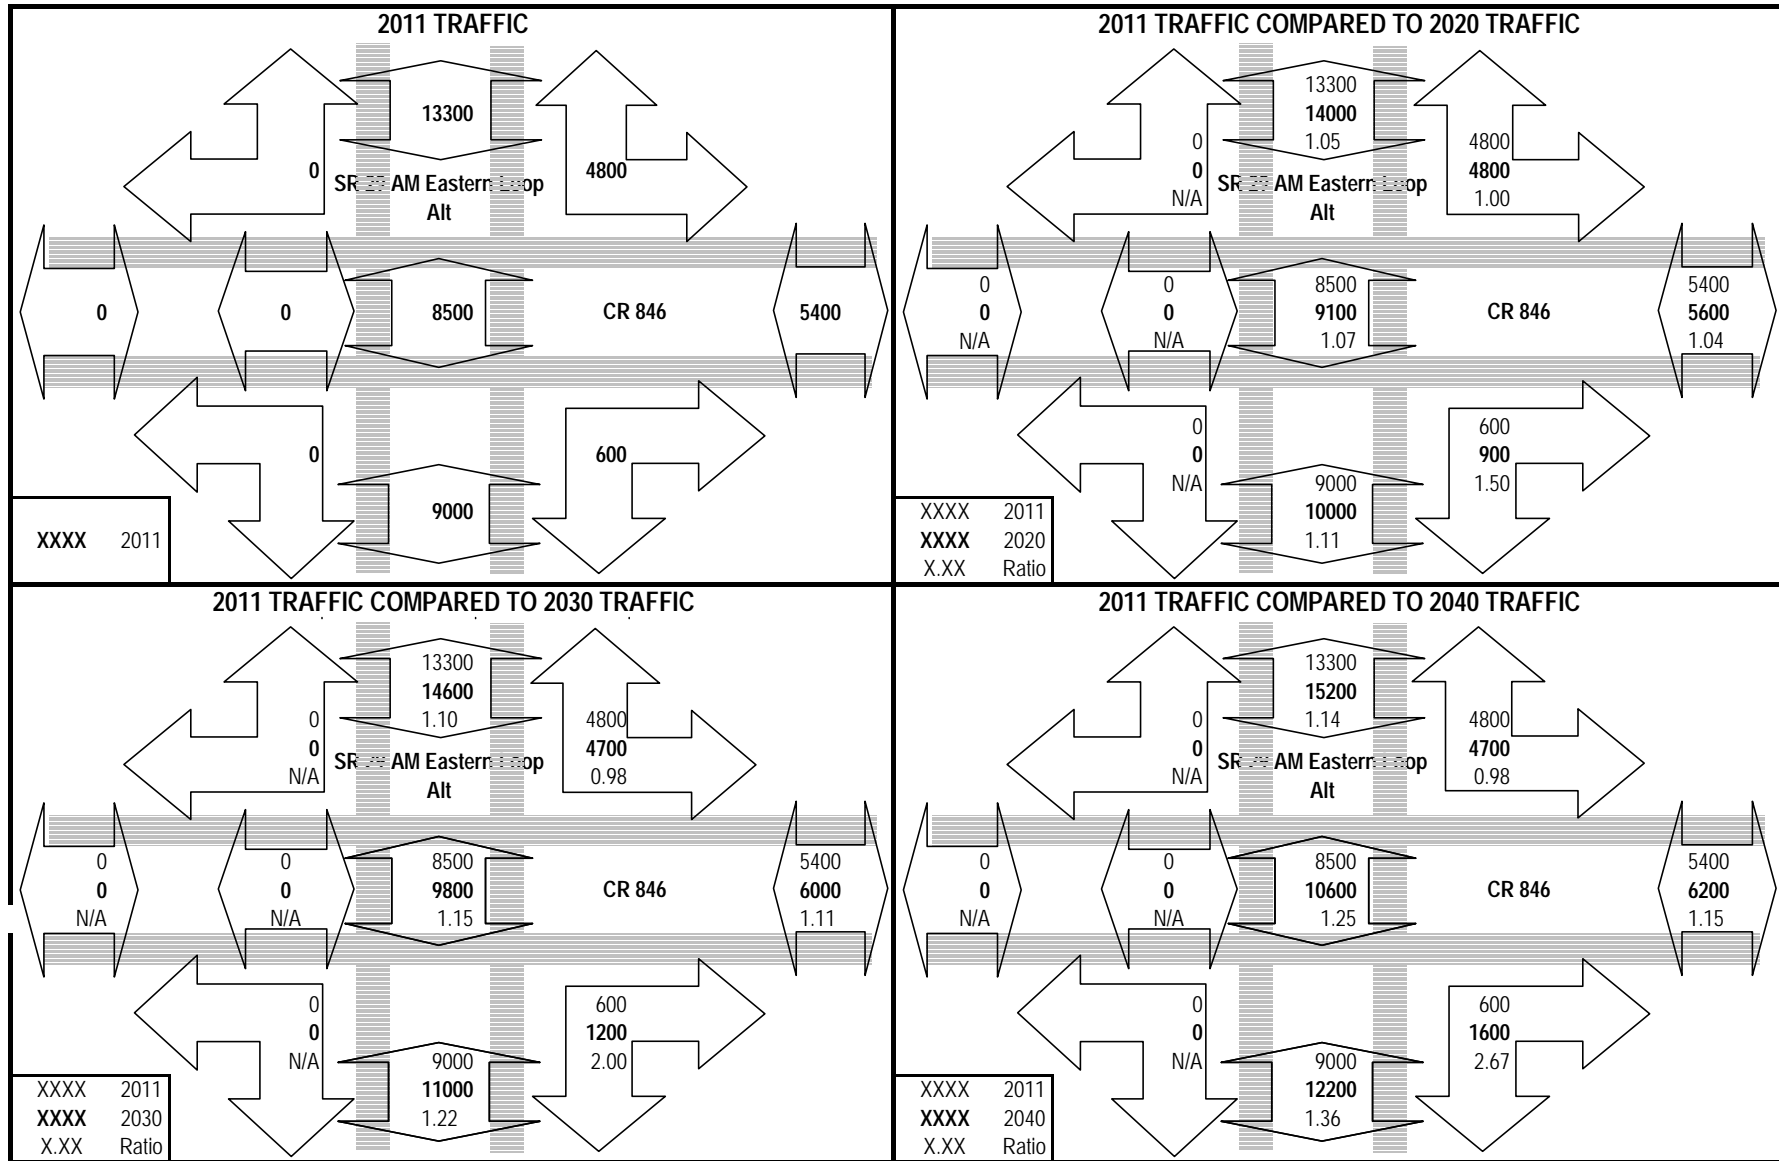 2011 TRAFFIC
13300
0
4800
SR 29 AM Eastern Loop
Alt
0
0
8500
CR 846
5400
0
600
9000
XXXX 2011
2011 TRAFFIC COMPARED TO 2020 TRAFFIC
13300
14000
1.05
0
0
N/A
4800
4800
1.00
SR 29 AM Eastern Loop
Alt
0
0
N/A
0
0
N/A
8500
9100
1.07
CR 846
5400
5600
1.04
0
0
N/A
600
900
1.50
9000
10000
1.11
XXXX 2011
XXXX 2020
X.XX Ratio
2011 TRAFFIC COMPARED TO 2030 TRAFFIC
13300
14600
1.10
0
0
N/A
4800
4700
0.98
SR 29 AM Eastern Loop
Alt
0
0
N/A
0
0
N/A
8500
9800
1.15
CR 846
5400
6000
1.11
0
0
N/A
600
1200
2.00
9000
11000
1.22
XXXX 2011
XXXX 2030
X.XX Ratio
2011 TRAFFIC COMPARED TO 2040 TRAFFIC
13300
15200
1.14
0
0
N/A
4800
4700
0.98
SR 29 AM Eastern Loop
Alt
0
0
N/A
0
0
N/A
8500
10600
1.25
CR 846
5400
6200
1.15
0
0
N/A
600
1600
2.67
9000
12200
1.36
XXXX 2011
XXXX 2040
X.XX Ratio